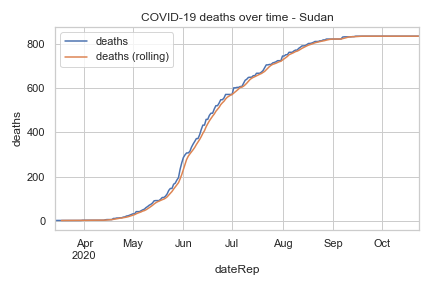 COVID-19 deaths over time - Sudan
deaths
deaths (rolling)
800
600
400
200
0
deaths
Apr
2020
May
Jun
Jul
Aug
Sep
Oct
dateRep